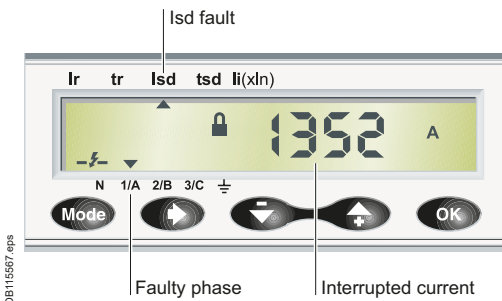 Isd fault
Ir tr Isd tsd Ii(xIn)
1352 A
N 1/A 2/B 3/C
Mode OK
Faulty phase Interrupted current
DB115567.eps